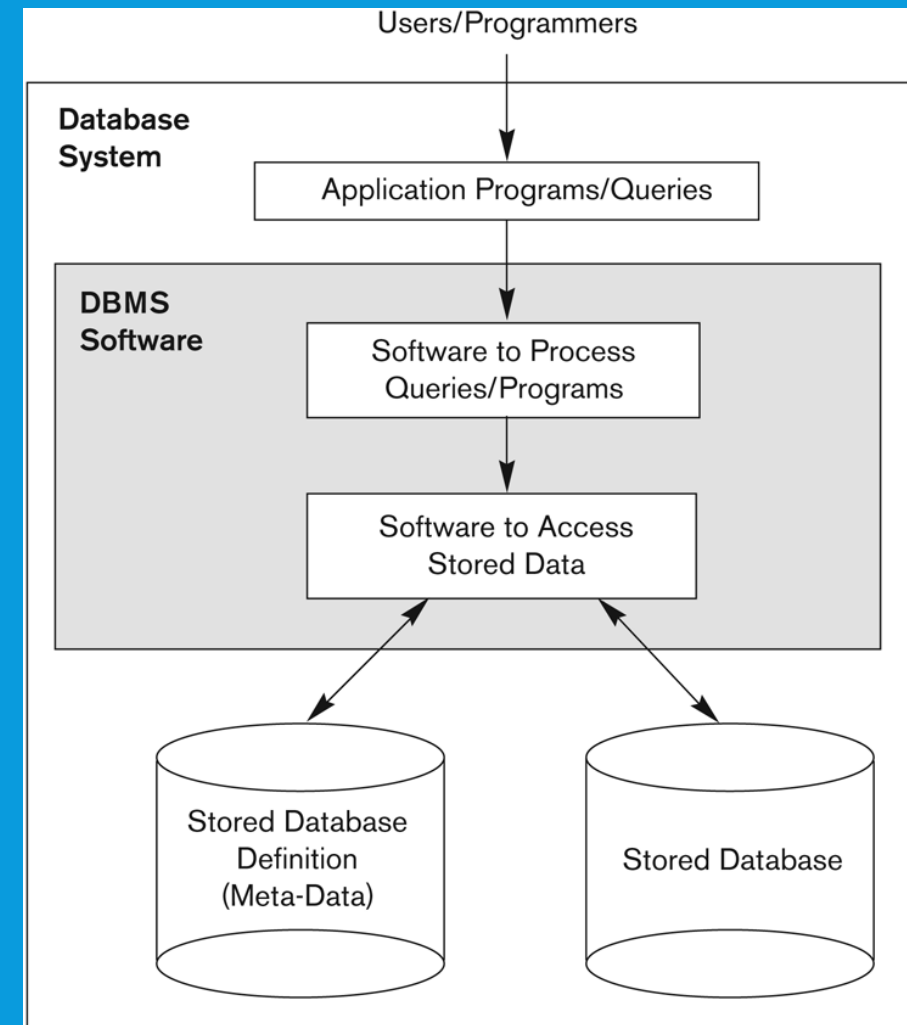 Users/Programmers
Database
System
Application Programs/Queries
DBMS
Software
Software to Process
Queries/Programs
Software to Access
Stored Data
Stored Database
Definition
(Meta-Data)
Stored Database